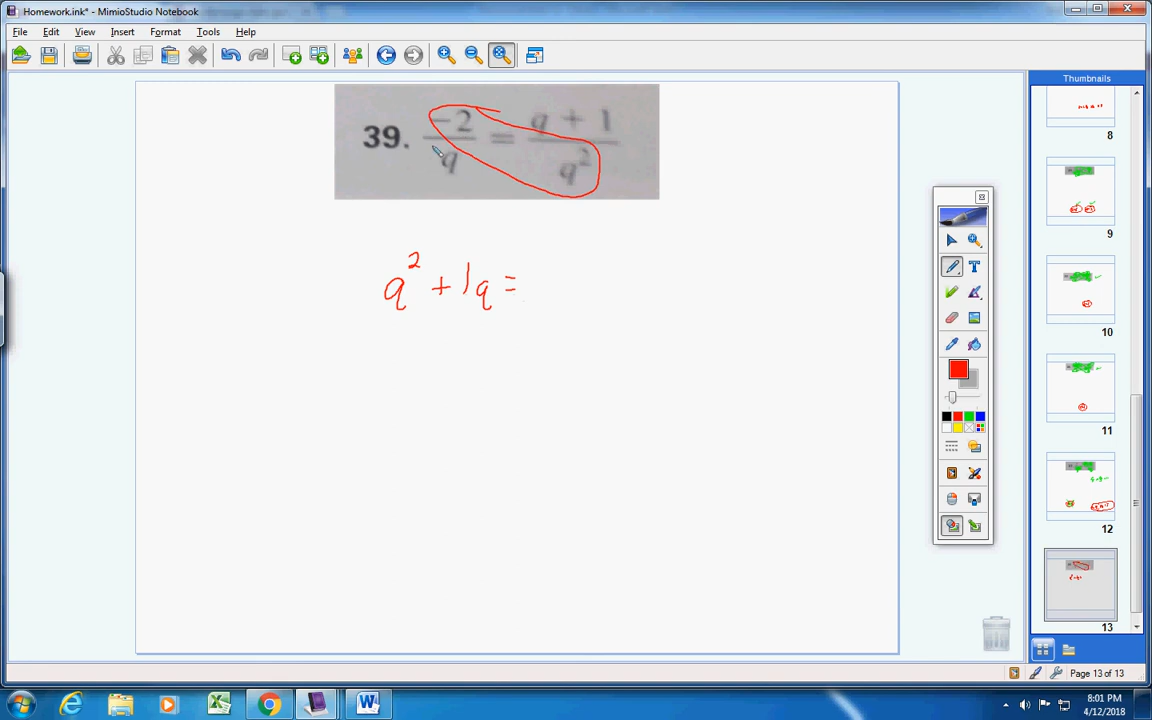 Homework.ink* - MimioStudio Notebook
File Edit View Insert Format Tools Help
Thumbnails
39. -2/q = q + 1/q²
q² + 1q =
8
9
10
11
12
13
Page 13 of 13
8:01 PM
4/12/2018